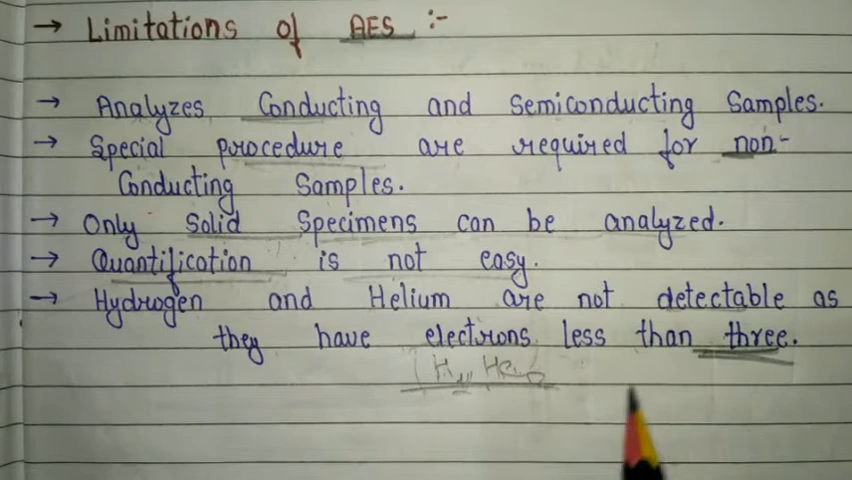 → Limitations of AES :-
→ Analyzes Conducting and Semiconducting Samples.
→ Special procedure are required for non-
Conducting Samples.
→ Only Solid Specimens can be analyzed.
→ Quantification is not easy.
→ Hydrogen and Helium are not detectable as
they have electrons less than three.
(H, He